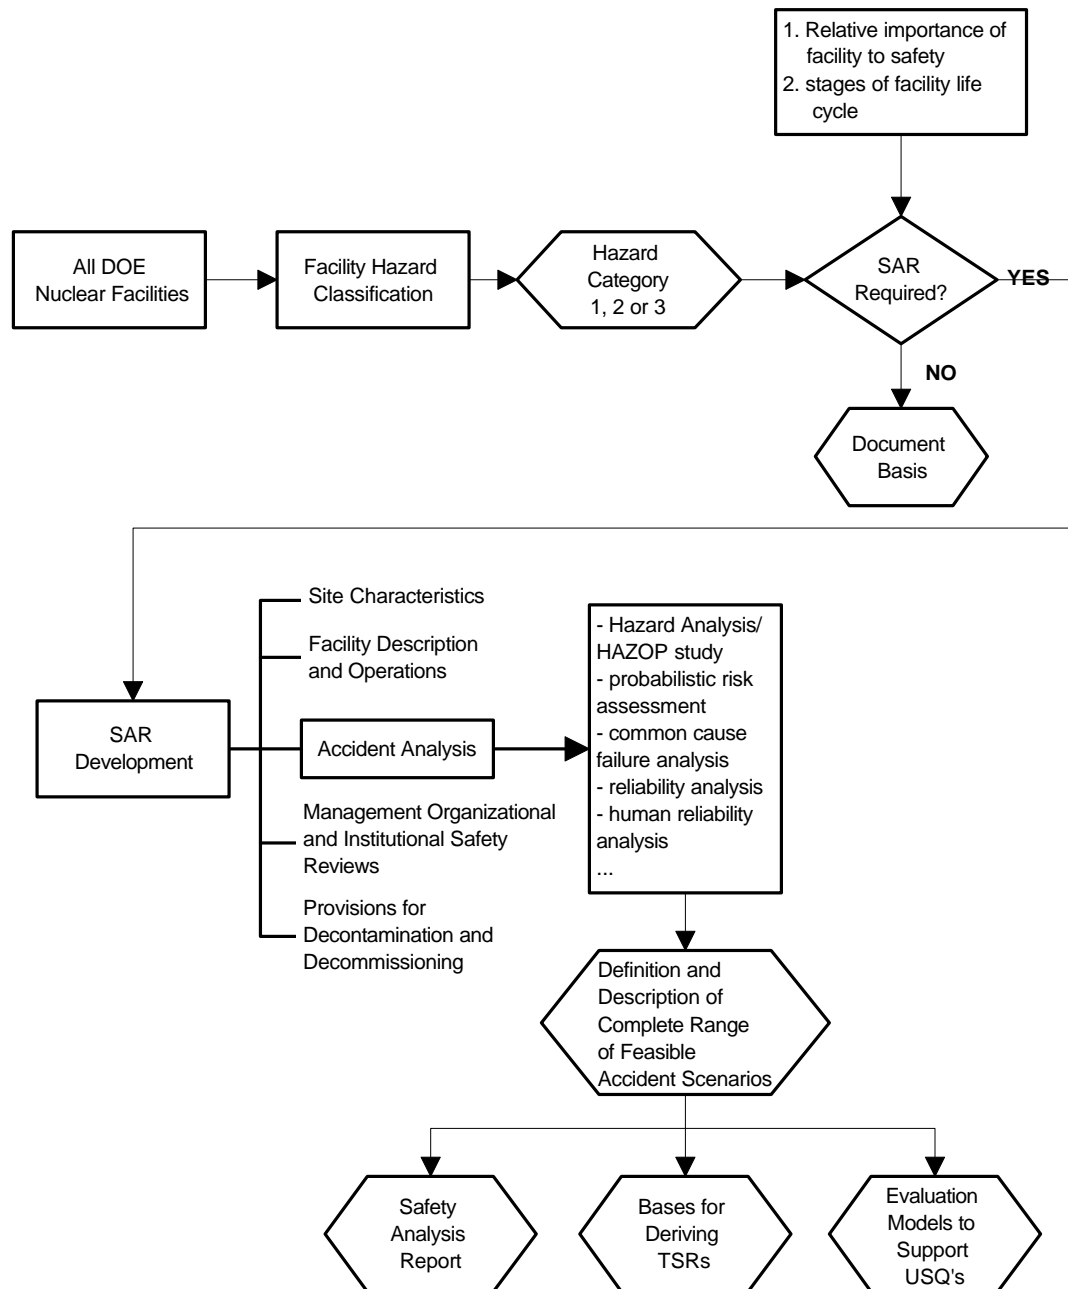 1. Relative importance of
facility to safety
2. stages of facility life
cycle
All DOE
Nuclear Facilities
Facility Hazard
Classification
Hazard
Category
1, 2 or 3
SAR
Required?
YES
NO
Document
Basis
Site Characteristics
Facility Description
and Operations
SAR
Development
Accident Analysis
Management Organizational
and Institutional Safety
Reviews
Provisions for
Decontamination and
Decommissioning
- Hazard Analysis/
HAZOP study
- probabilistic risk
assessment
- common cause
failure analysis
- reliability analysis
- human reliability
analysis
...
Definition and
Description of
Complete Range
of Feasible
Accident Scenarios
Safety
Analysis
Report
Bases for
Deriving
TSRs
Evaluation
Models to
Support
USQ's